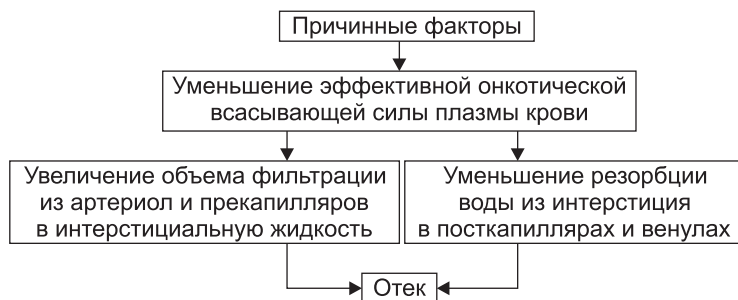 Причинные факторы
Уменьшение эффективной онкотической
всасывающей силы плазмы крови
Увеличение объема фильтрации
из артериол и прекапилляров
в интерстициальную жидкость
Уменьшение резорбции
воды из интерстиция
в посткапиллярах и венулах
Отек